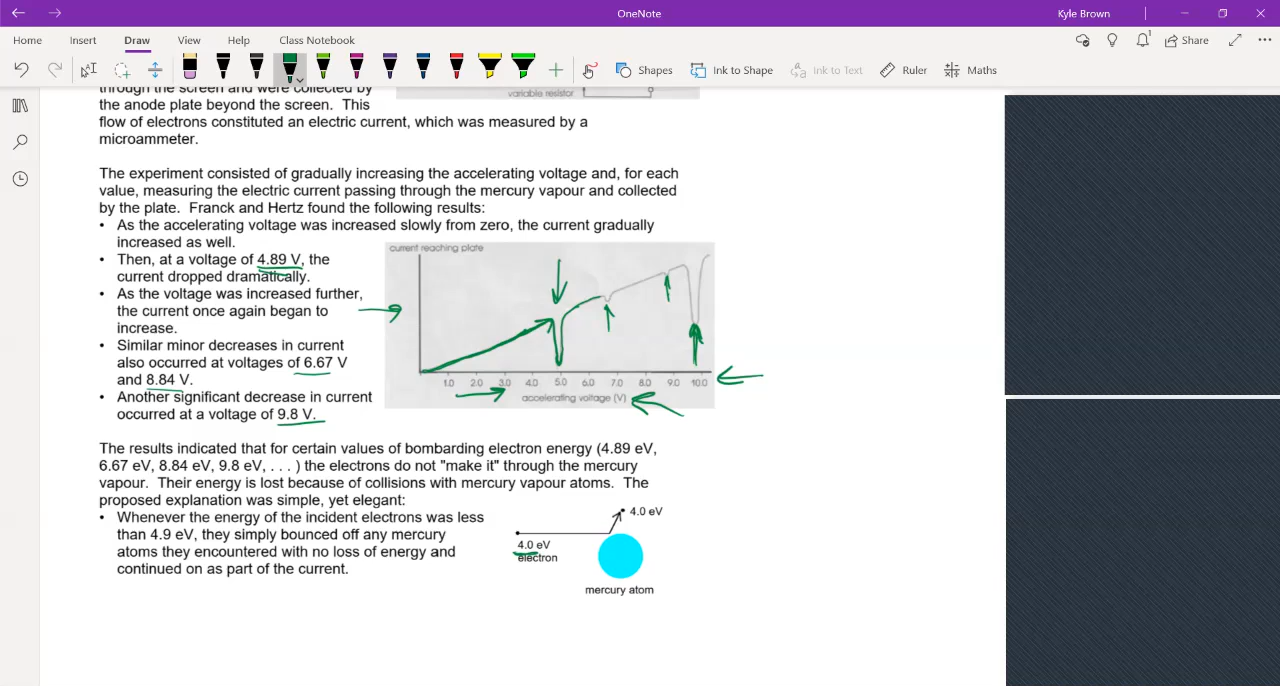 OneNote
Kyle Brown
Home Insert Draw View Help Class Notebook
1 Share
Shapes Ink to Shape Ink to Text Ruler Maths
through the screen and were collected by
the anode plate beyond the screen. This
variable resistor
flow of electrons constituted an electric current, which was measured by a
microammeter.
The experiment consisted of gradually increasing the accelerating voltage and, for each
value, measuring the electric current passing through the mercury vapour and collected
by the plate. Franck and Hertz found the following results:
• As the accelerating voltage was increased slowly from zero, the current gradually
increased as well.
• Then, at a voltage of 4.89 V, the
current dropped dramatically.
• As the voltage was increased further,
the current once again began to
increase.
• Similar minor decreases in current
also occurred at voltages of 6.67 V
and 8.84 V.
• Another significant decrease in current
occurred at a voltage of 9.8 V.
current reaching plate
1.0 2.0 3.0 4.0 5.0 6.0 7.0 8.0 9.0 10.0
accelerating voltage (V)
The results indicated that for certain values of bombarding electron energy (4.89 eV,
6.67 eV, 8.84 eV, 9.8 eV, . . . ) the electrons do not "make it" through the mercury
vapour. Their energy is lost because of collisions with mercury vapour atoms. The
proposed explanation was simple, yet elegant:
• Whenever the energy of the incident electrons was less
than 4.9 eV, they simply bounced off any mercury
atoms they encountered with no loss of energy and
continued on as part of the current.
4.0 eV
4.0 eV
electron
mercury atom